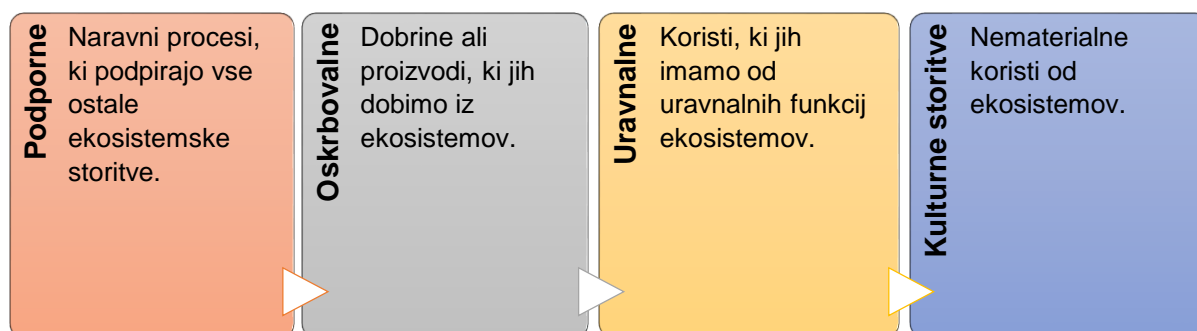 Podporne
Naravni procesi,
ki podpirajo vse
ostale
ekosistemske
storitve.
Oskrbovalne
Dobrine ali
proizvodi, ki jih
dobimo iz
ekosistemov.
Uravnalne
Koristi, ki jih
imamo od
uravnalnih funkcij
ekosistemov.
Kulturne storitve
Nematerialne
koristi od
ekosistemov.